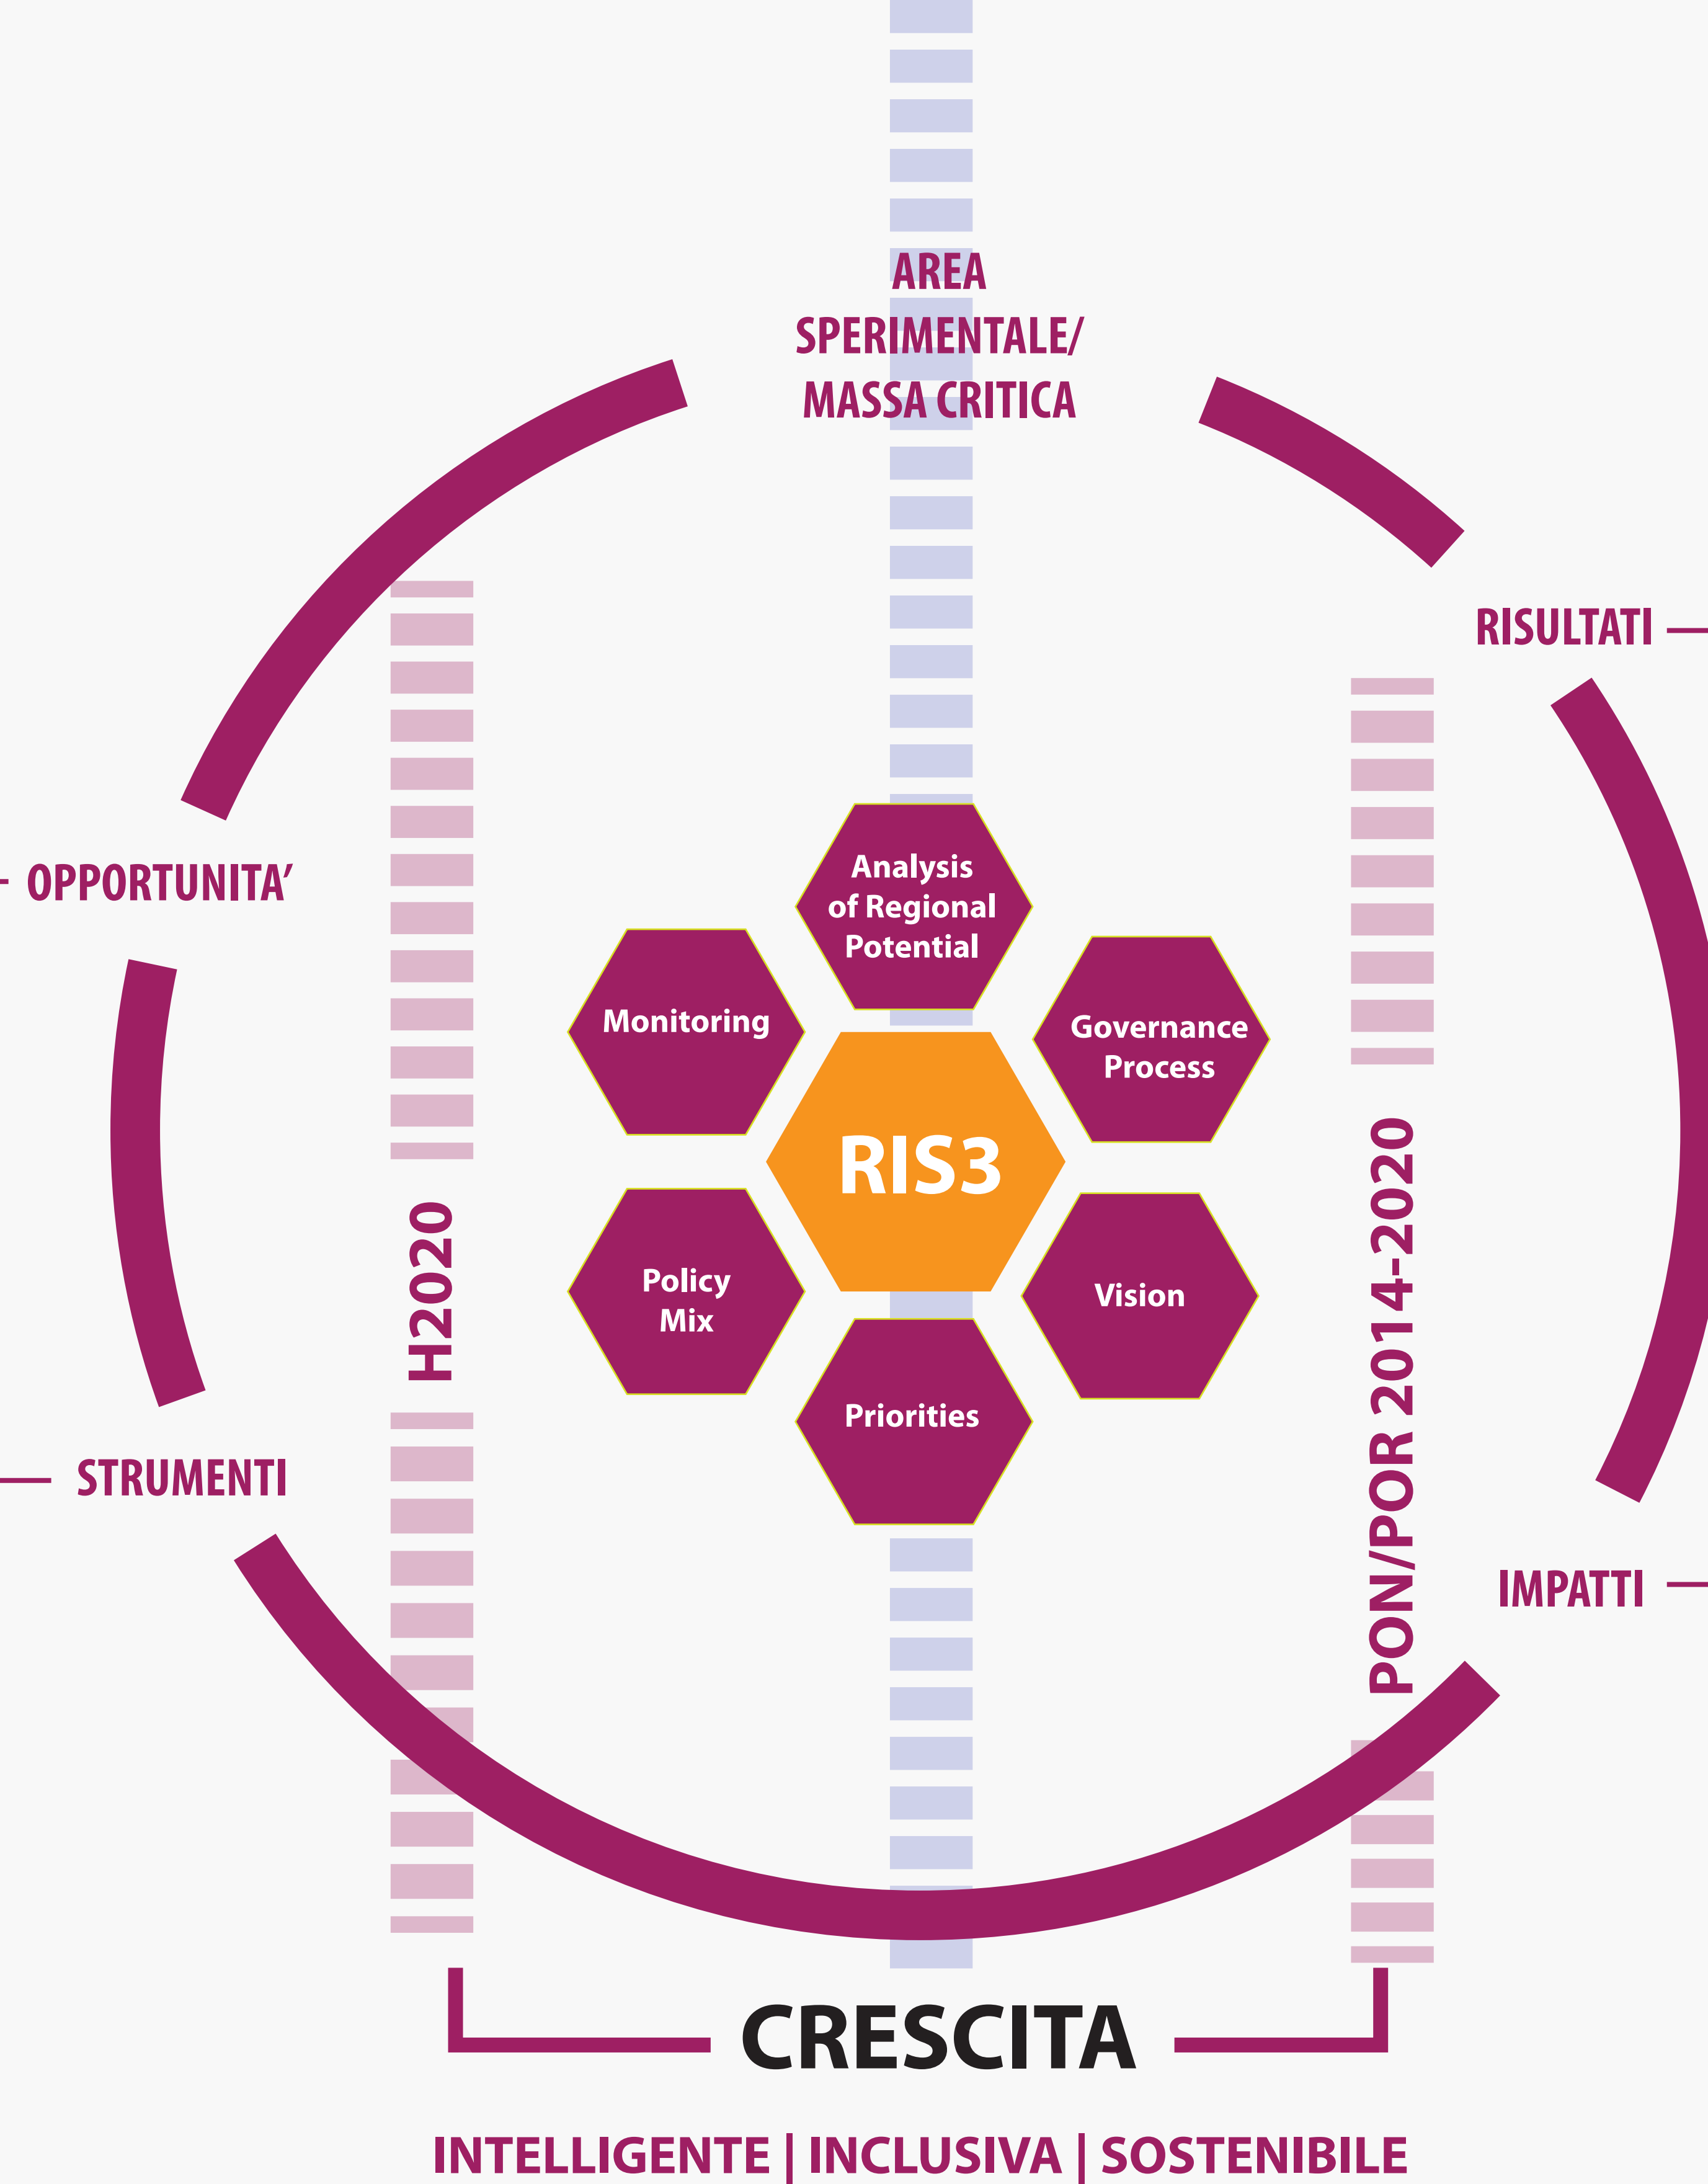 AREA
SPERIMENTALE/
MASSA CRITICA
RISULTATI
OPPORTUNITA’
Analysis
of Regional
Potential
Monitoring
Governance
Process
RIS3
H2020
PON/POR 2014-2020
Policy
Mix
Vision
Priorities
STRUMENTI
IMPATTI
CRESCITA
INTELLIGENTE | INCLUSIVA | SOSTENIBILE